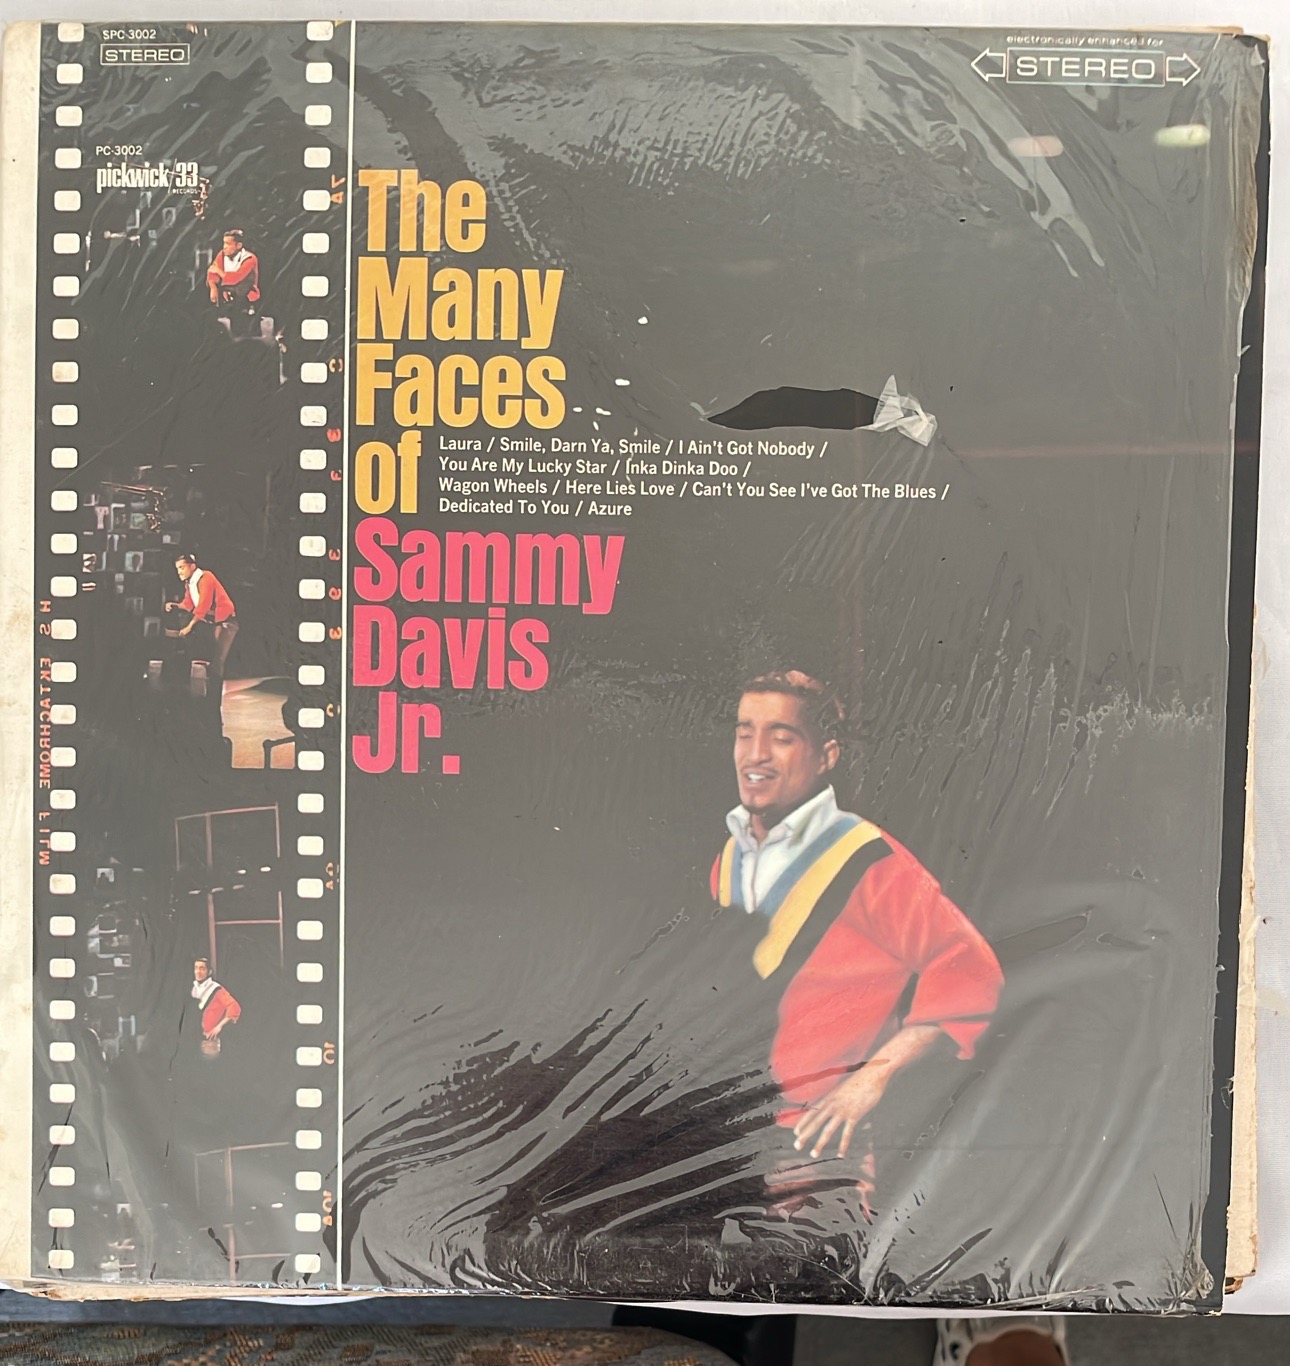 SPC-3002
STEREO
electronically enhanced for
STEREO
PC-3002
pickwick/33
RECORDS
The
Many
Faces
of
Laura / Smile, Darn Ya, Smile / I Ain't Got Nobody /
You Are My Lucky Star / Inka Dinka Doo /
Wagon Wheels / Here Lies Love / Can't You See I've Got The Blues /
Dedicated To You / Azure
Sammy
Davis
Jr.
EKTACHROME FILM